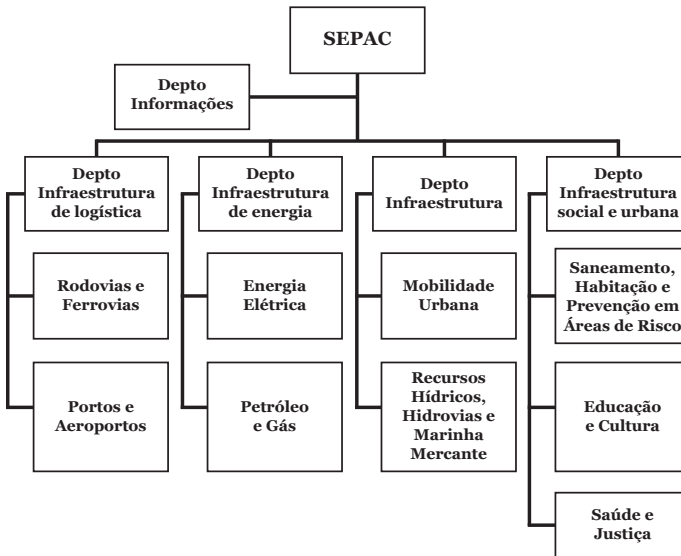 SEPAC
Depto
Informações
Depto
Infraestrutura
de logística
Depto
Infraestrutura
de energia
Depto
Infraestrutura
Depto
Infraestrutura
social e urbana
Rodovias e
Ferrovias
Energia
Elétrica
Mobilidade
Urbana
Saneamento,
Habitação e
Prevenção em
Áreas de Risco
Portos e
Aeroportos
Petróleo
e Gás
Recursos
Hídricos,
Hidrovias e
Marinha
Mercante
Educação
e Cultura
Saúde e
Justiça